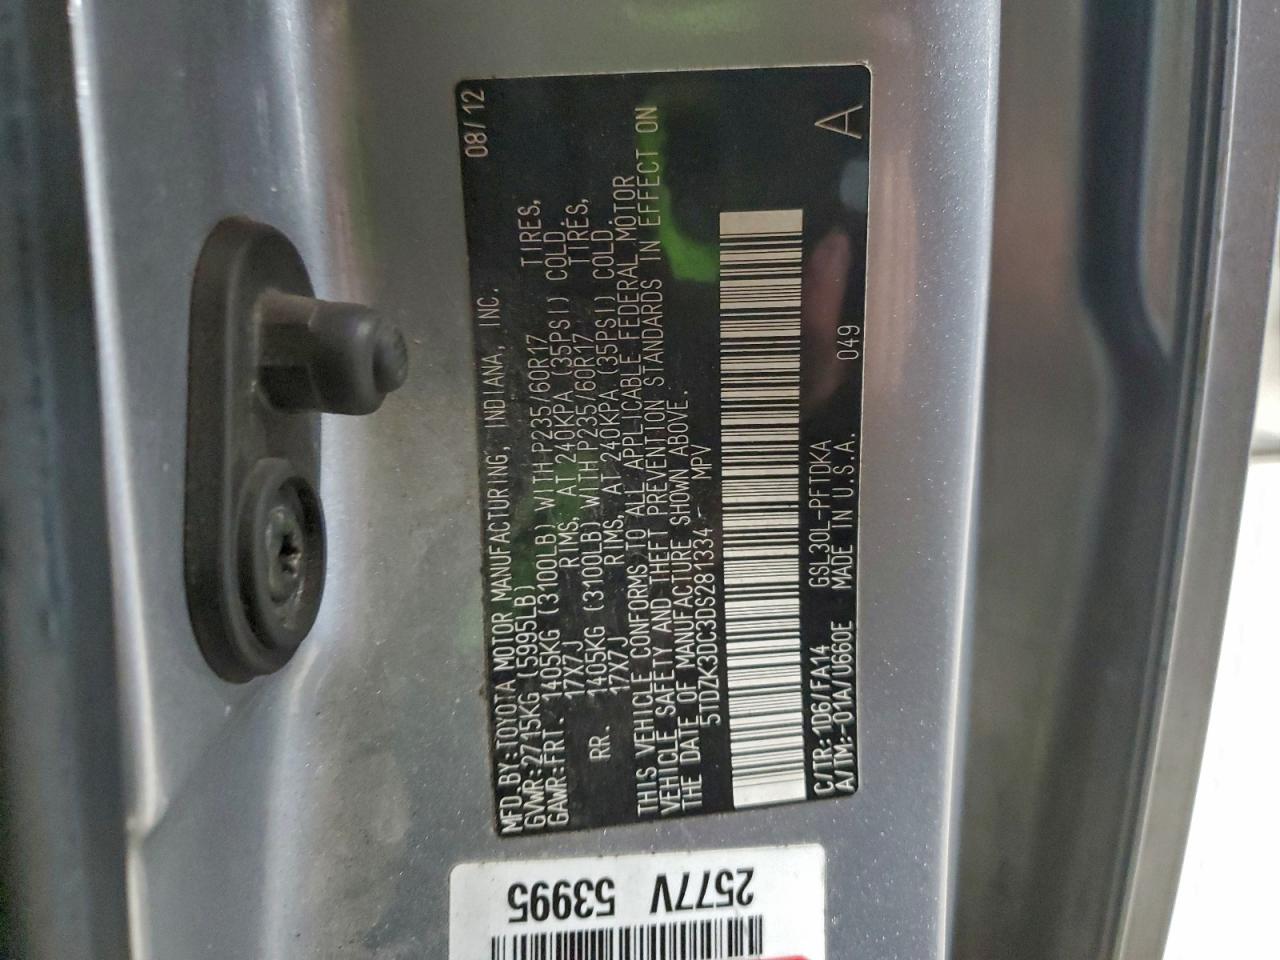 MFD.BY:TOYOTA MOTOR MANUFACTURING, INDIANA, INC. 08/12
GVWR:2715KG (5995LB)
GAWR:FRT. 1405KG (3100LB) WITH P235/60R17 TIRES,
17X7J RIMS, AT 240KPA (35PSI) COLD.
RR. 1405KG (3100LB) WITH P235/60R17 TIRES,
17X7J RIMS, AT 240KPA (35PSI) COLD.
THIS VEHICLE CONFORMS TO ALL APPLICABLE FEDERAL MOTOR
VEHICLE SAFETY AND THEFT PREVENTION STANDARDS IN EFFECT ON
THE DATE OF MANUFACTURE SHOWN ABOVE.
5TDZK3DC3DS281334 MPV
C/TR:1D6/FA14 GSL30L-PFTDKA 049
A/TM:-01A/U660E MADE IN U.S.A. A
2577V 53995